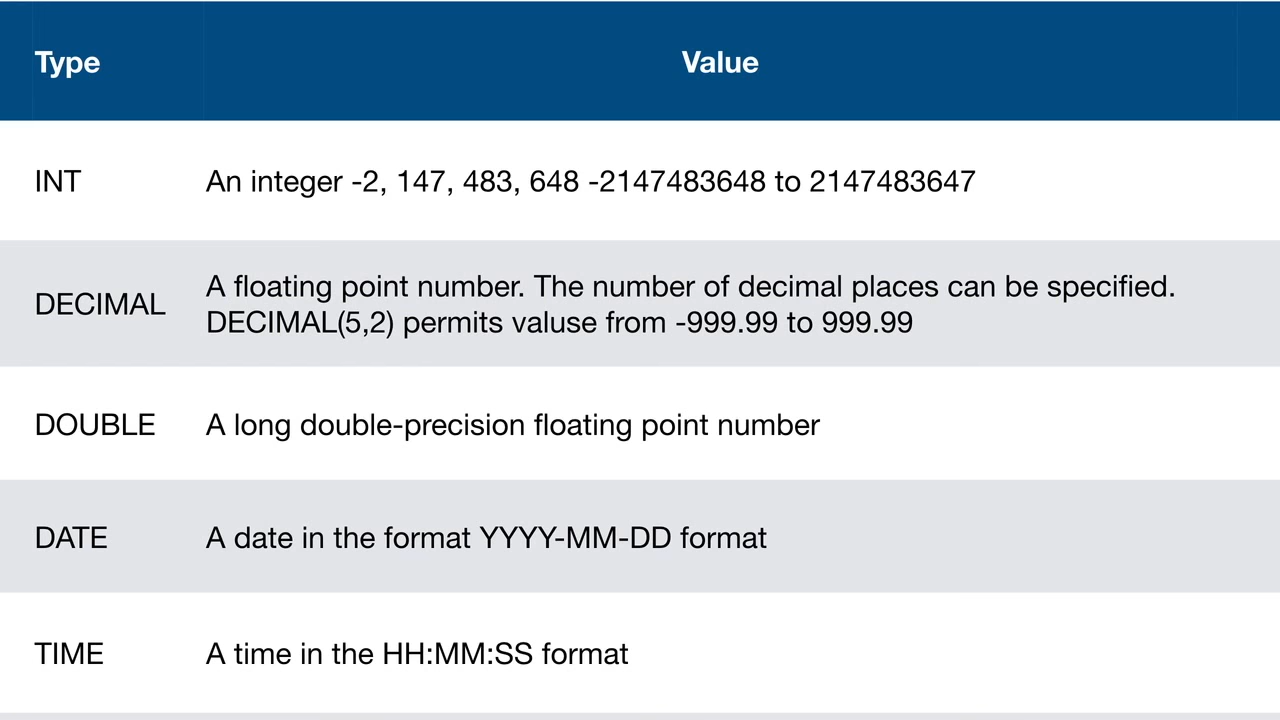 Type Value
INT An integer -2, 147, 483, 648 -2147483648 to 2147483647
DECIMAL A floating point number. The number of decimal places can be specified.
DECIMAL(5,2) permits valuse from -999.99 to 999.99
DOUBLE A long double-precision floating point number
DATE A date in the format YYYY-MM-DD format
TIME A time in the HH:MM:SS format